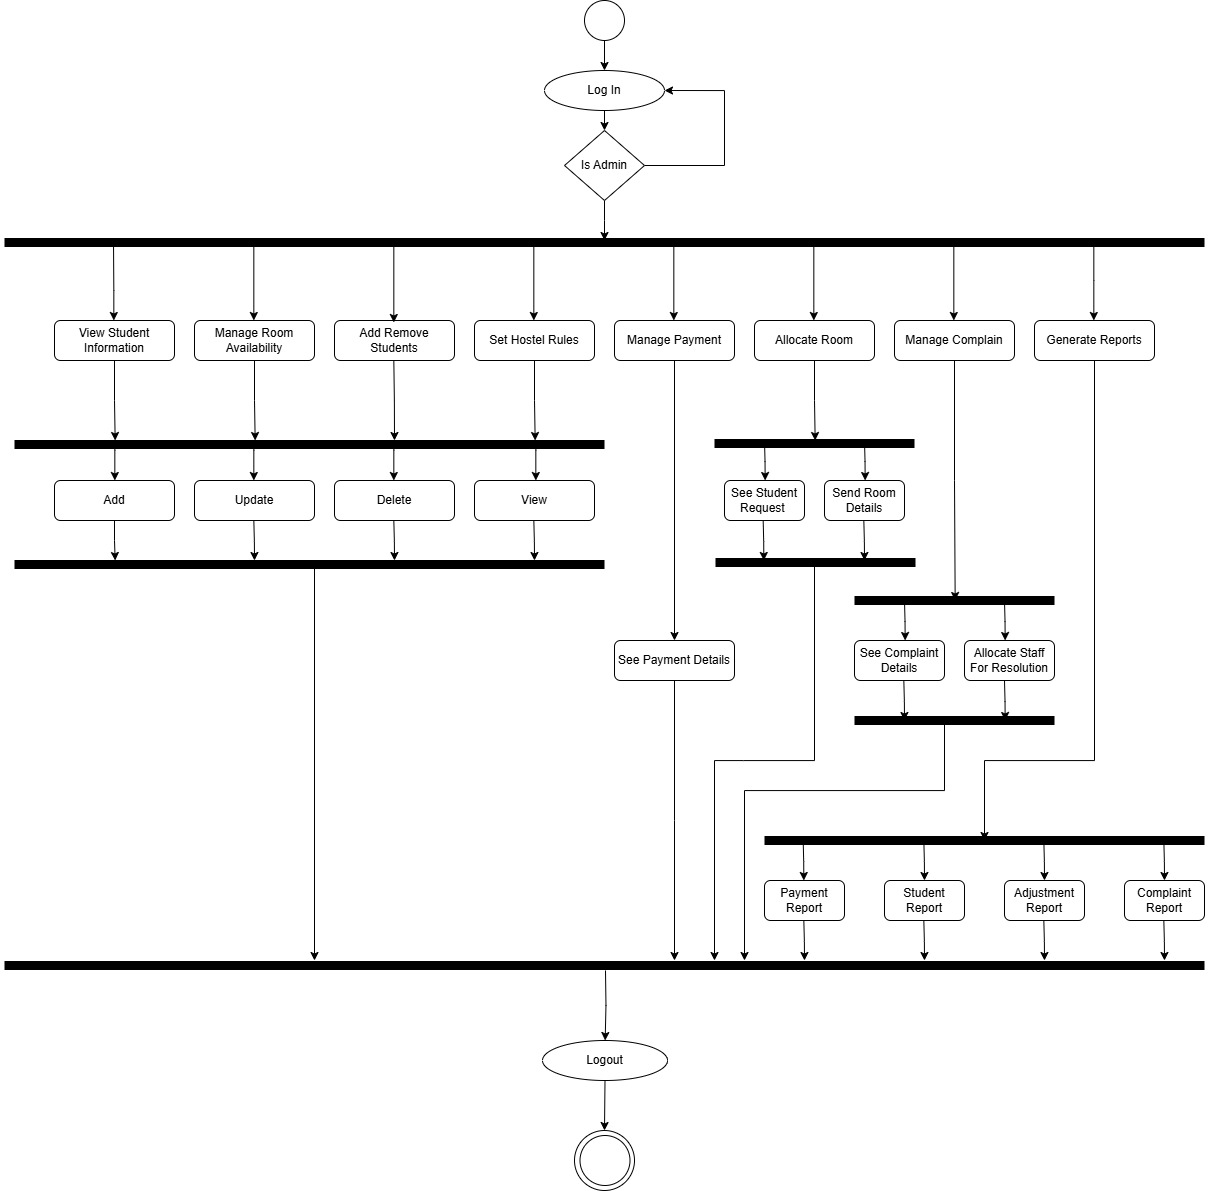 Log In
Is Admin
View Student
Information
Manage Room
Availability
Add Remove
Students
Set Hostel Rules
Manage Payment
Allocate Room
Manage Complain
Generate Reports
Add
Update
Delete
View
See Student
Request
Send Room
Details
See Payment Details
See Complaint
Details
Allocate Staff
For Resolution
Payment
Report
Student
Report
Adjustment
Report
Complaint
Report
Logout